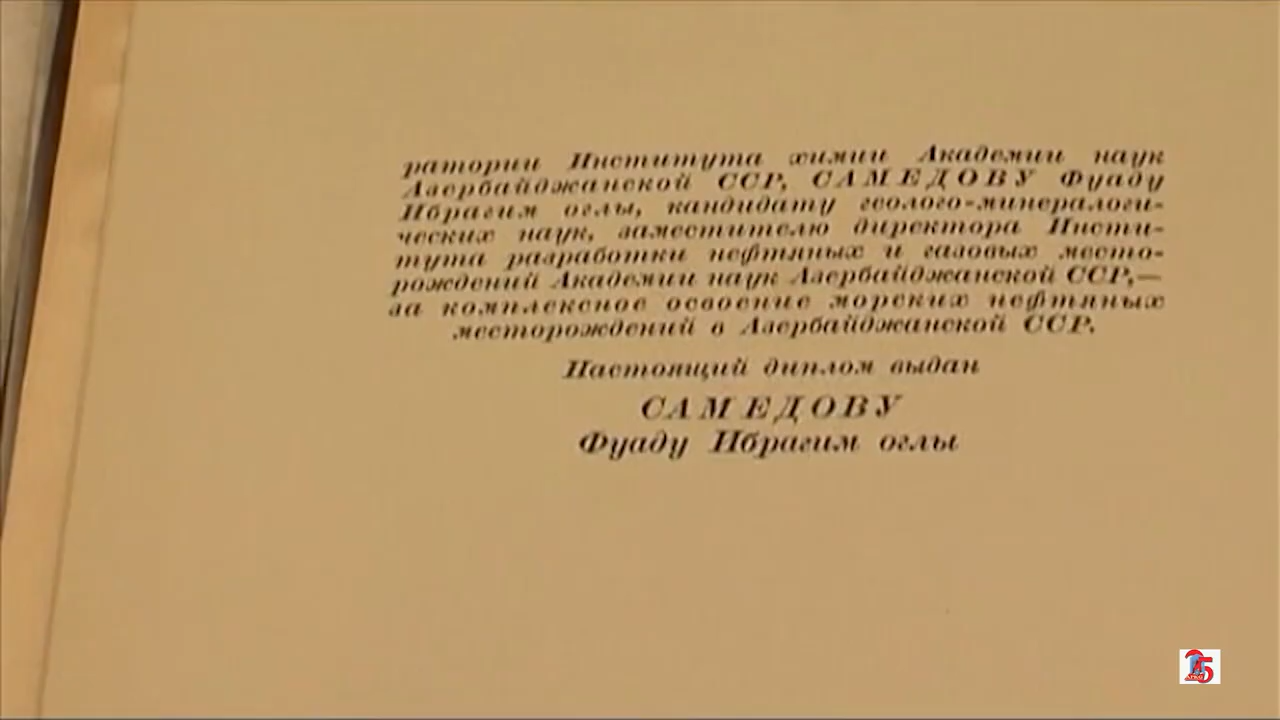 ратории Института химии Академии наук
Азербайджанской ССР, САМЕДОВУ Фуаду
Ибрагим оглы, кандидату геолого-минералоги-
ческих наук, заместителю директора Инсти-
тута разработки нефтяных и газовых место-
рождений Академии наук Азербайджанской ССР,—
за комплексное освоение морских нефтяных
месторождений в Азербайджанской ССР.
Настоящий диплом выдан
САМЕДОВУ
Фуаду Ибрагим оглы
25